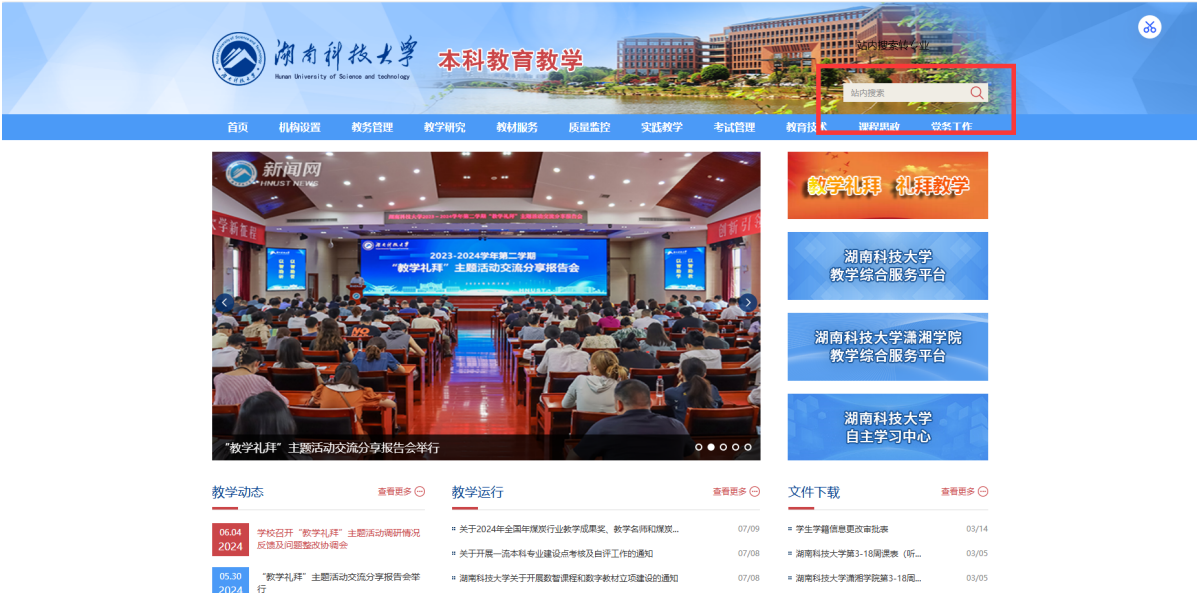 湖南科技大学
Hunan University of Science and technology
本科教育教学
站内搜索转专业
站内搜索
首页 机构设置 教务管理 教学研究 教材服务 质量监控 实践教学 考试管理 教育技术 课程思政 党务工作
新闻网
HNUST NEWS
湖南科技大学
2023-2024学年第二学期
“教学礼拜”主题活动交流分享报告会
“教学礼拜”主题活动交流分享报告会举行
教学礼拜 礼拜教学
湖南科技大学
教学综合服务平台
湖南科技大学潇湘学院
教学综合服务平台
湖南科技大学
自主学习中心
教学动态 查看更多
06.04
2024
学校召开“教学礼拜”主题活动调研情况
反馈及问题整改协调会
05.30
2024
“教学礼拜”主题活动交流分享报告会举
行
教学运行 查看更多
关于2024年全国年煤炭行业教学成果奖、教学名师和煤炭... 07/09
关于开展一流本科专业建设点考核及自评工作的通知 07/08
湖南科技大学关于开展数智课程和数字教材立项建设的通知 07/08
文件下载 查看更多
学生学籍信息更改审批表 03/14
湖南科技大学第3-18周课表（听... 03/05
湖南科技大学潇湘学院第3-18周... 03/05